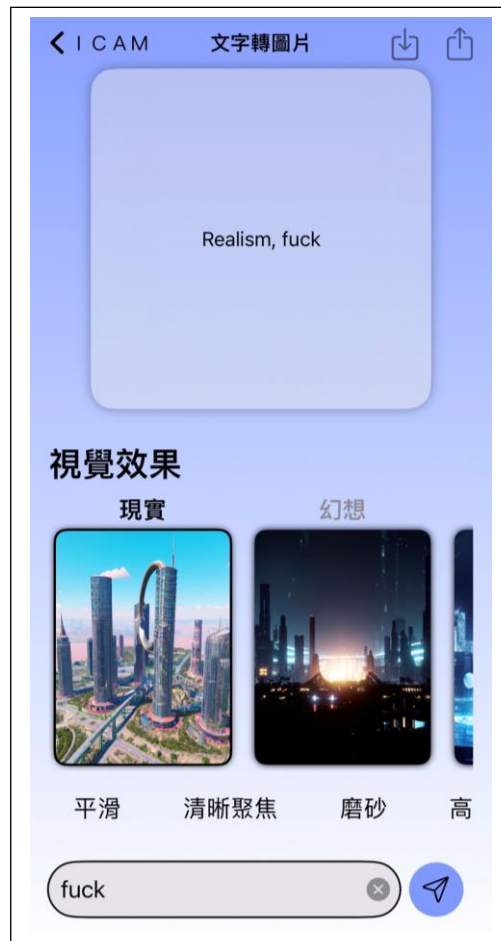 I CAM
文字轉圖片
Realism, fuck
視覺效果
現實 幻想
平滑 清晰聚焦 磨砂 高
fuck